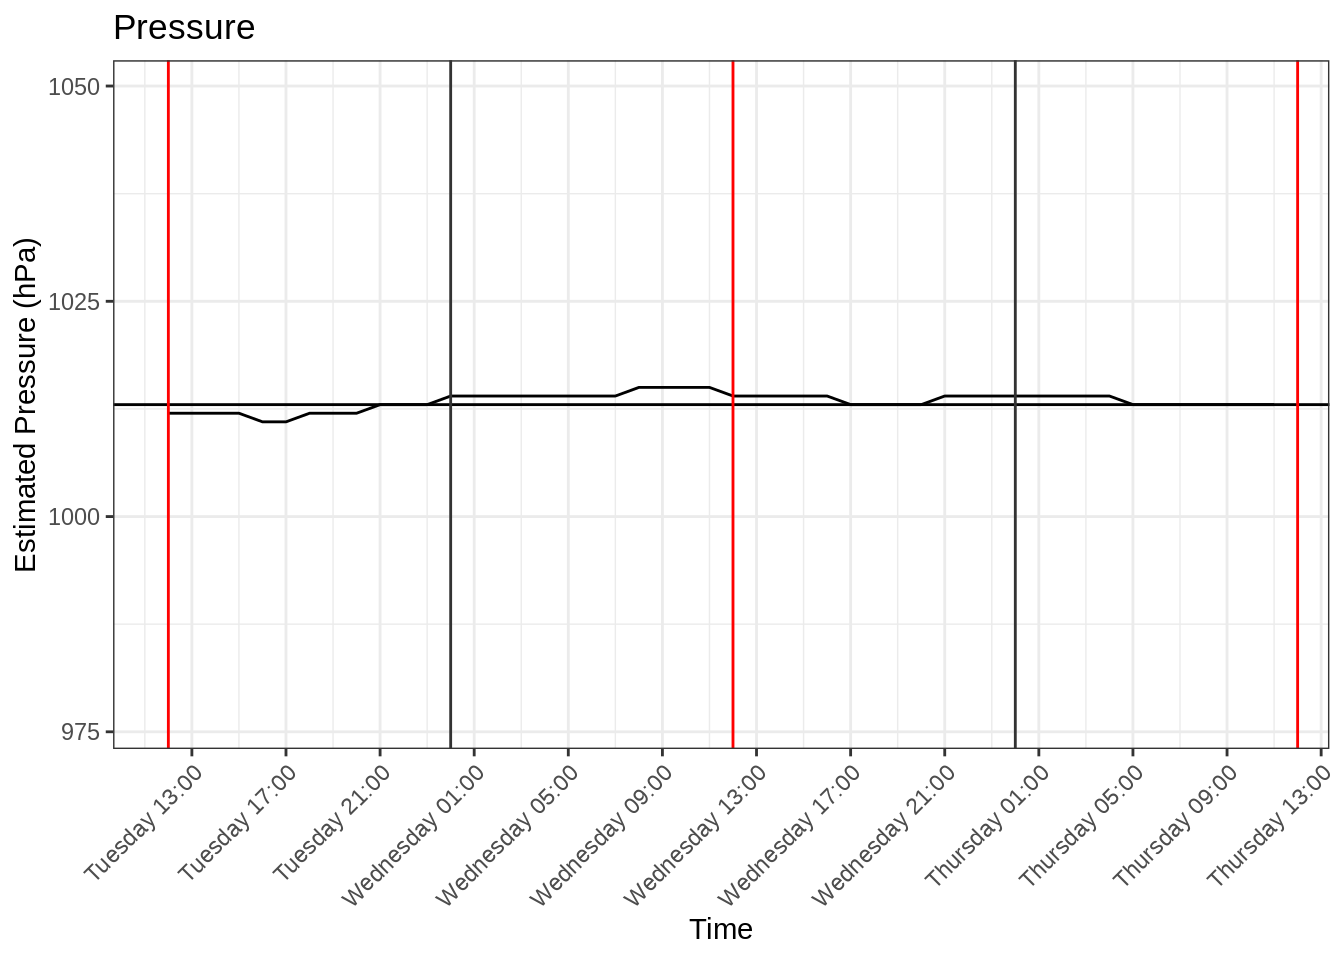 Pressure
Estimated Pressure (hPa)
1050
1025
1000
975
Tuesday 13:00
Tuesday 17:00
Tuesday 21:00
Wednesday 01:00
Wednesday 05:00
Wednesday 09:00
Wednesday 13:00
Wednesday 17:00
Wednesday 21:00
Thursday 01:00
Thursday 05:00
Thursday 09:00
Thursday 13:00
Time